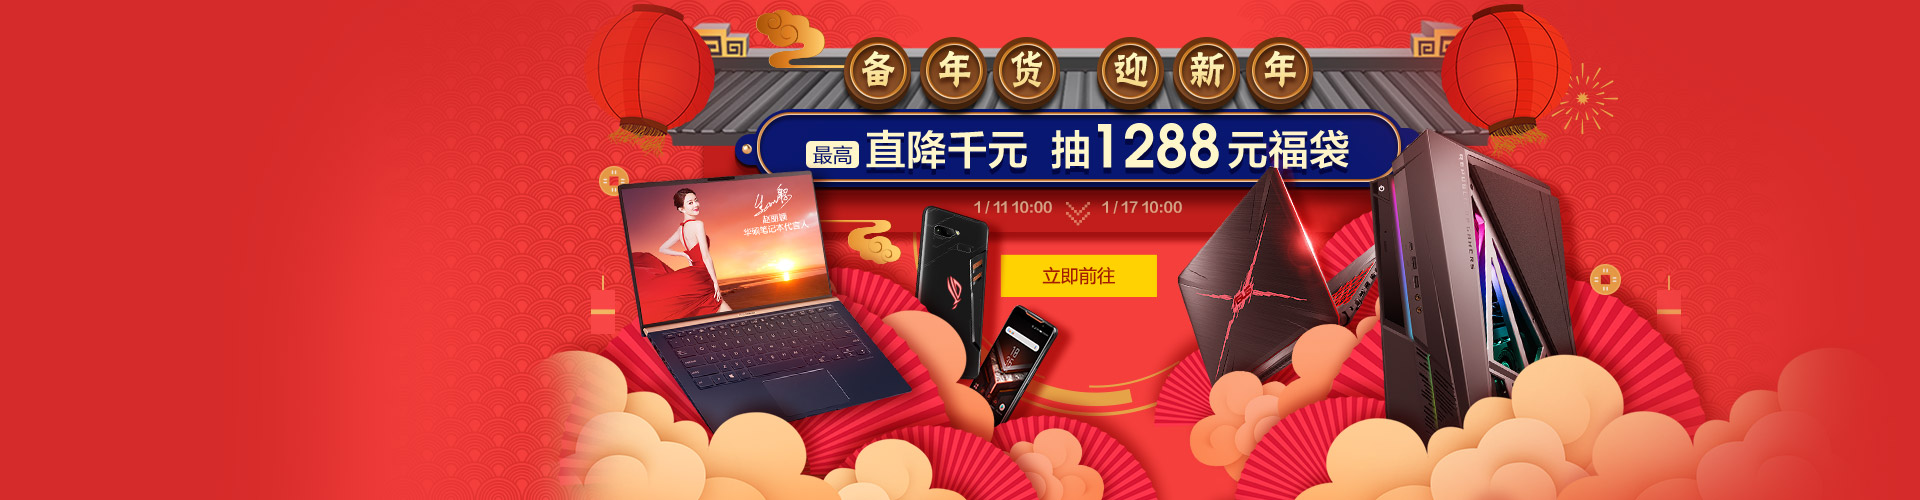 备年货 迎新年
最高 直降千元 抽1288元福袋
1 / 11 10:00 1 / 17 10:00
赵丽颖
华硕笔记本代言人
立即前往